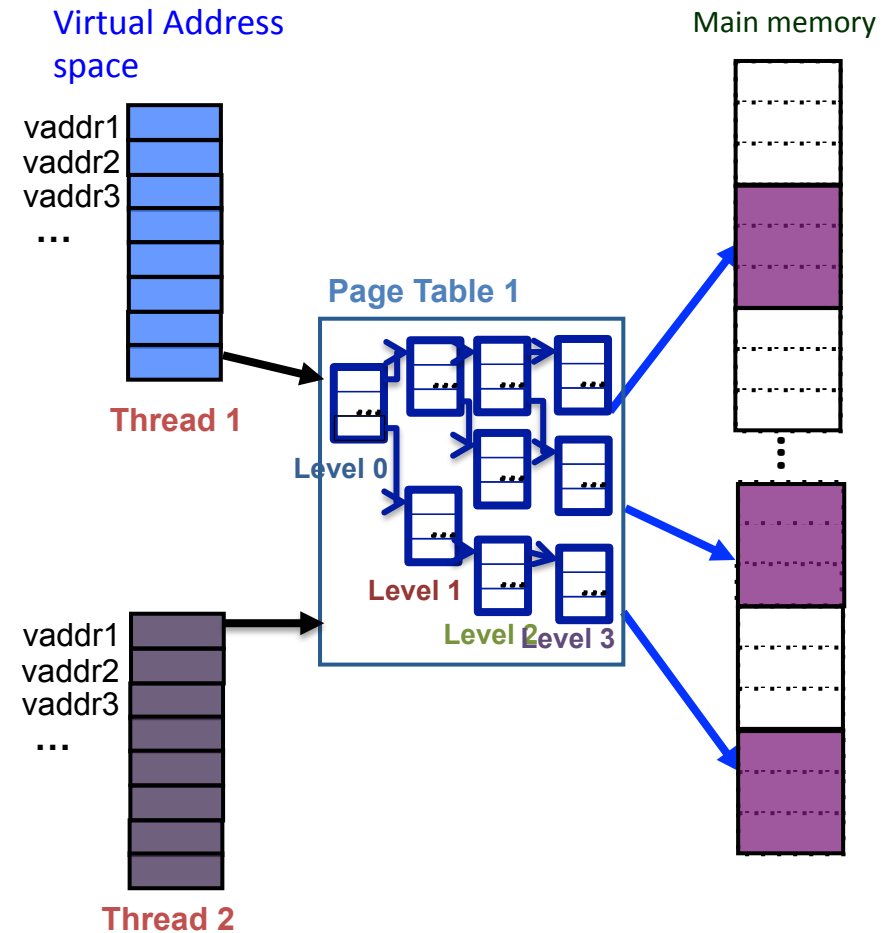 Virtual Address
space
Main memory
vaddr1
vaddr2
vaddr3
...
Page Table 1
Thread 1
Level 0
Level 1
Level 2
Level 3
vaddr1
vaddr2
vaddr3
...
Thread 2